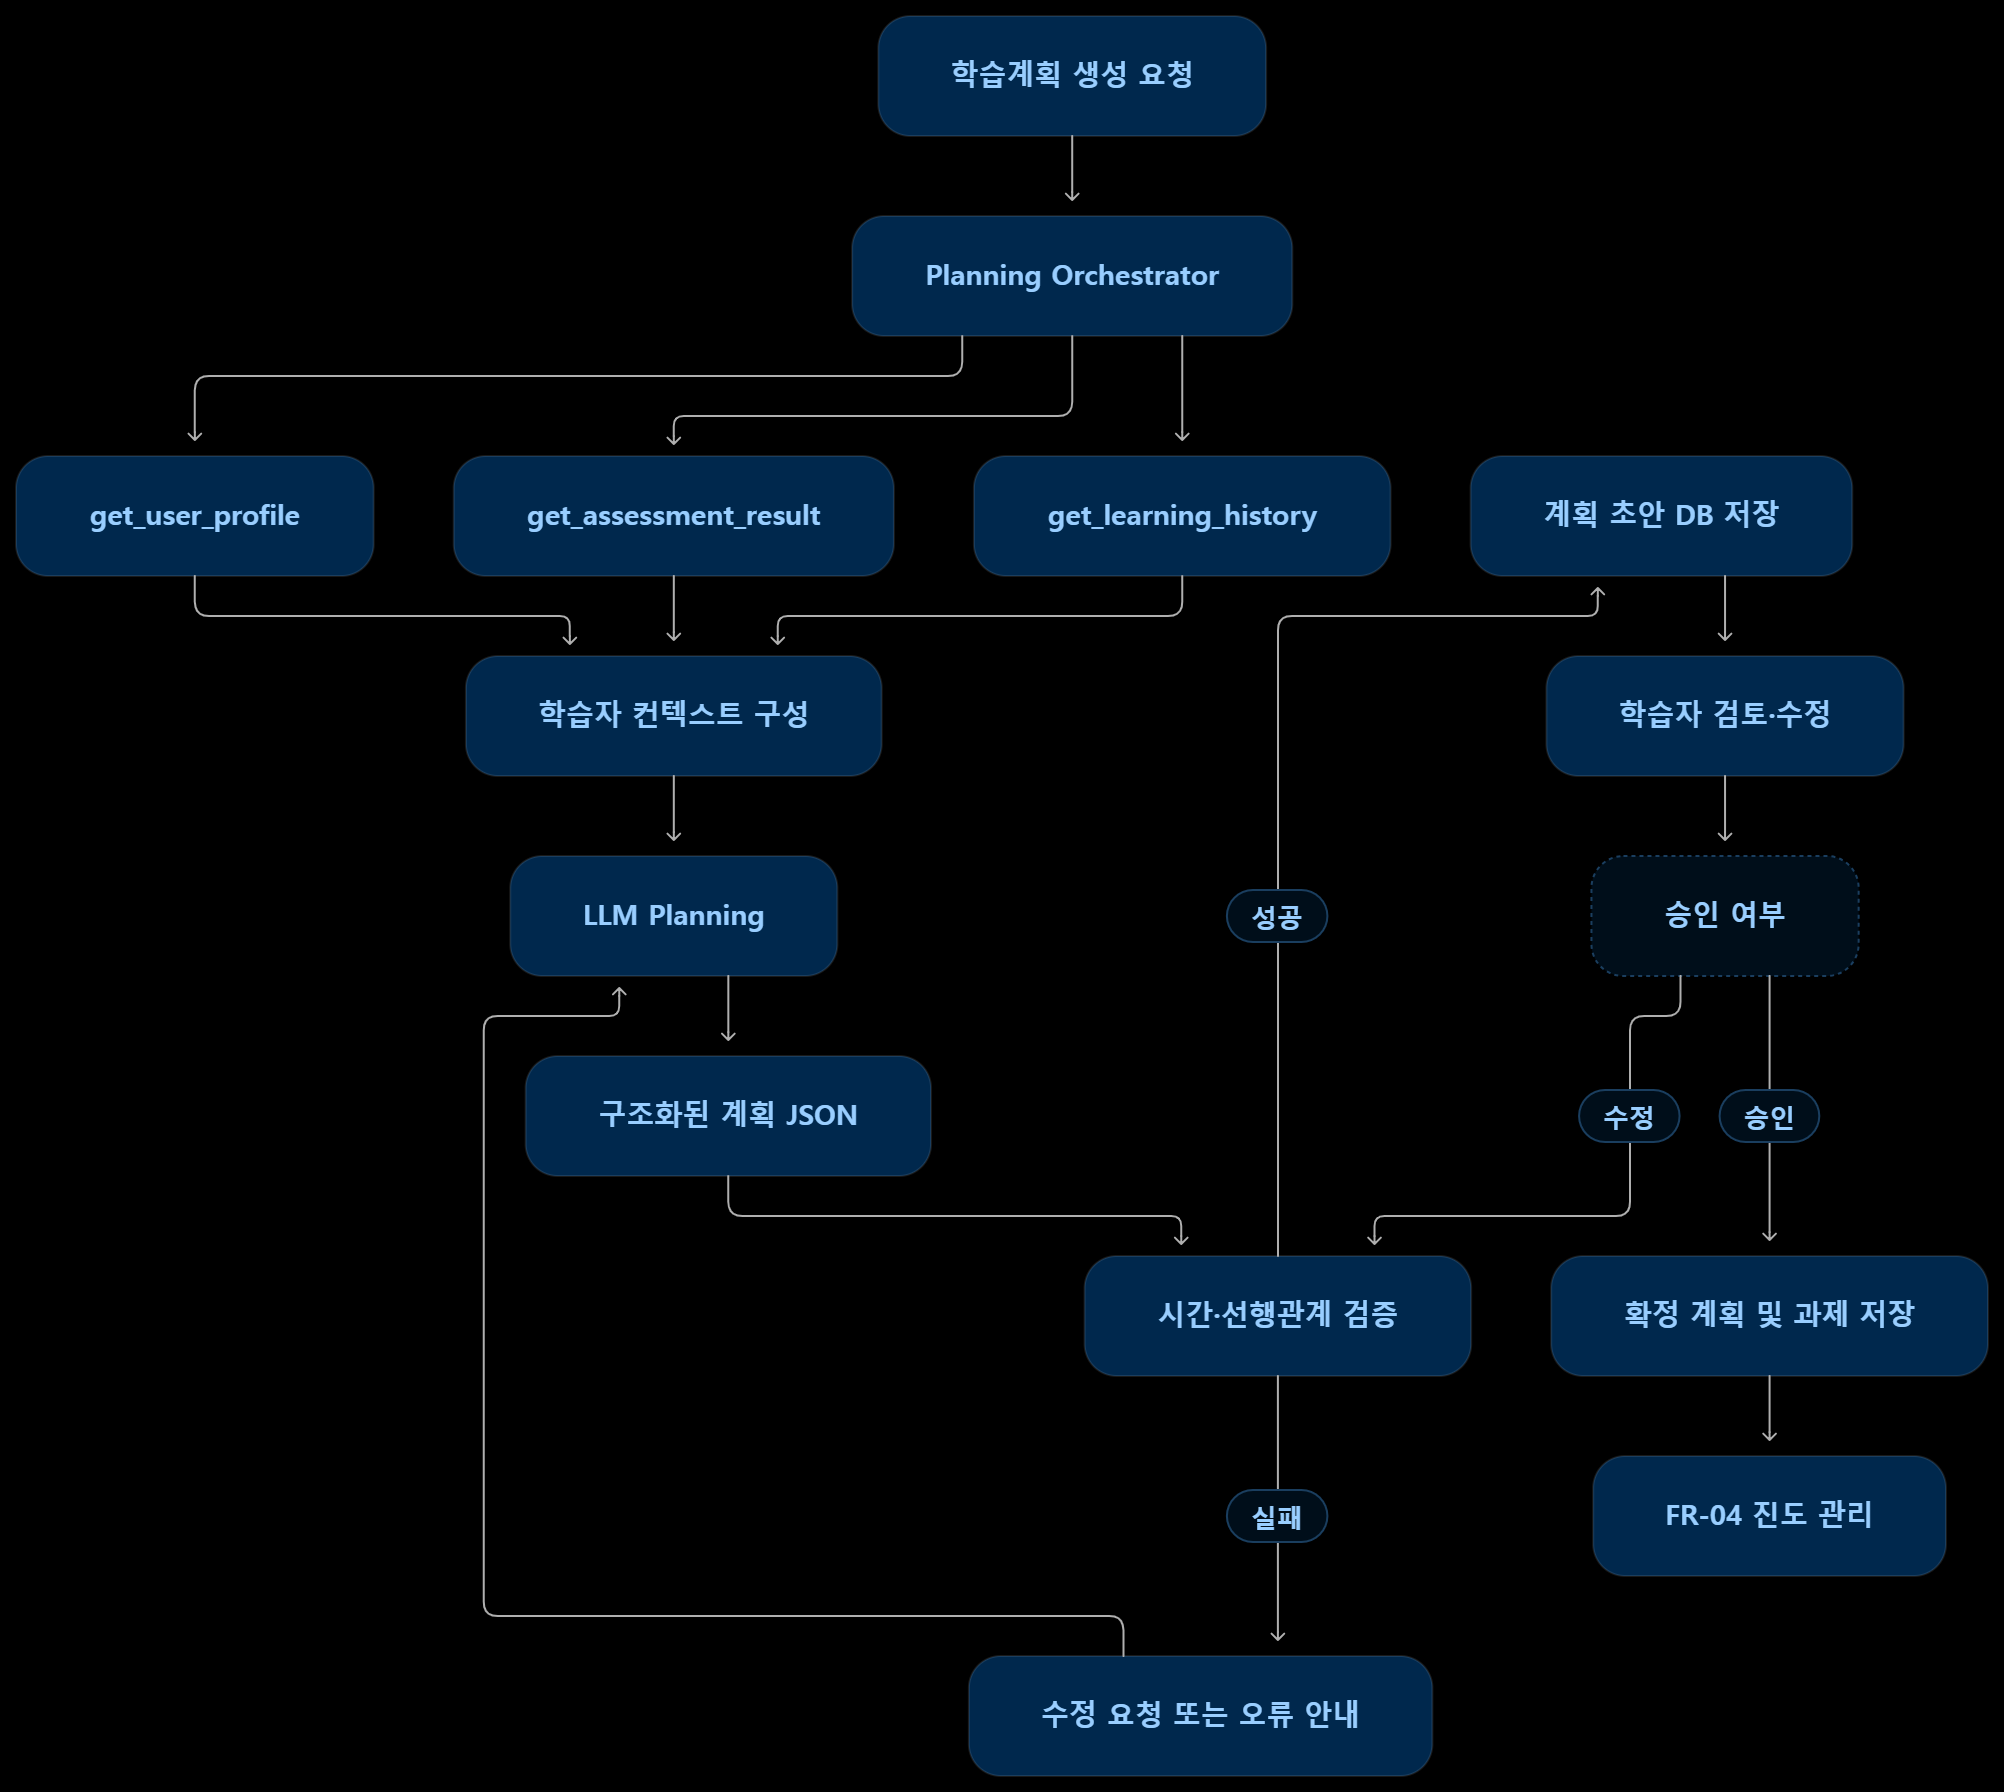 학습계획 생성 요청
Planning Orchestrator
get_user_profile
get_assessment_result
get_learning_history
계획 초안 DB 저장
학습자 컨텍스트 구성
학습자 검토·수정
LLM Planning
성공
승인 여부
구조화된 계획 JSON
수정
승인
시간·선행관계 검증
확정 계획 및 과제 저장
실패
FR-04 진도 관리
수정 요청 또는 오류 안내